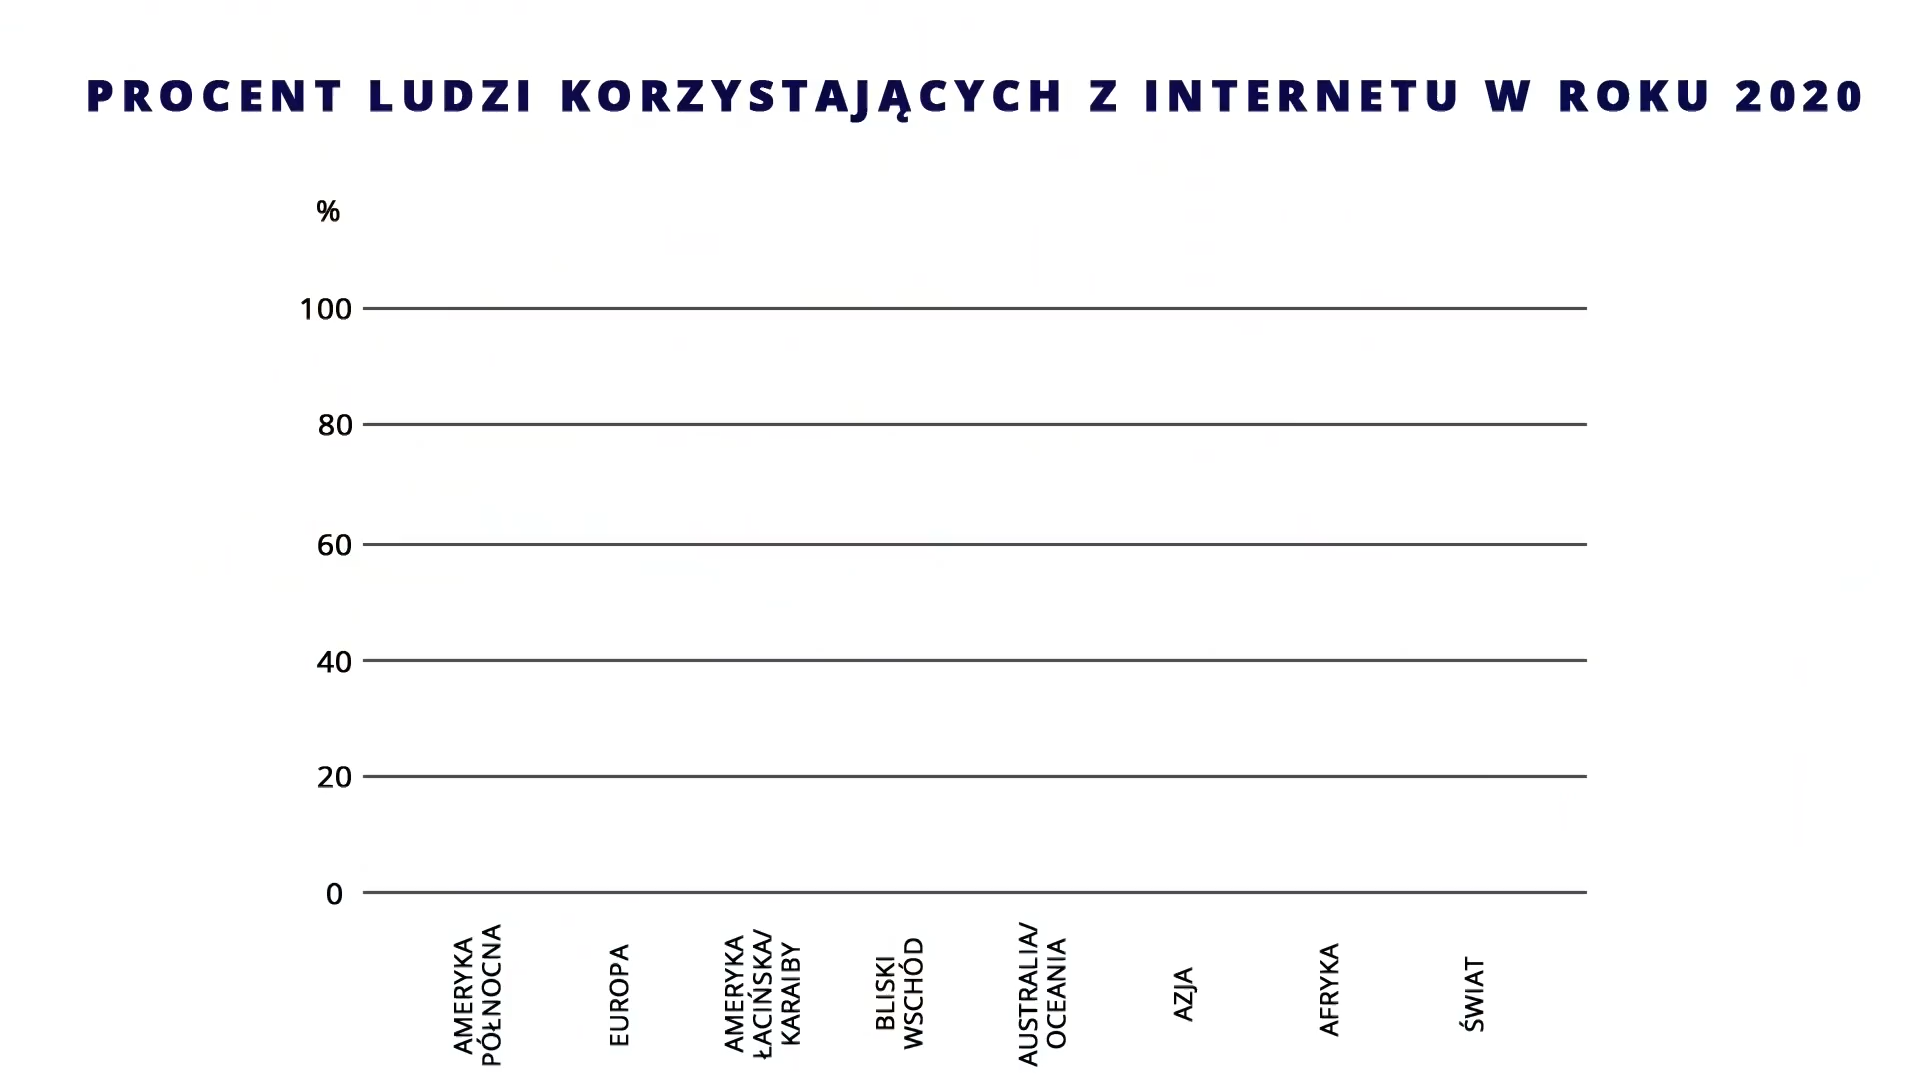 PROCENT LUDZI KORZYSTAJĄCYCH Z INTERNETU W ROKU 2020
%
100
80
60
40
20
0
AMERYKA
PÓŁNOCNA
EUROPA
AMERYKA
ŁACIŃSKA/
KARAIBY
BLISKI
WSCHÓD
AUSTRALIA/
OCEANIA
AZJA
AFRYKA
ŚWIAT